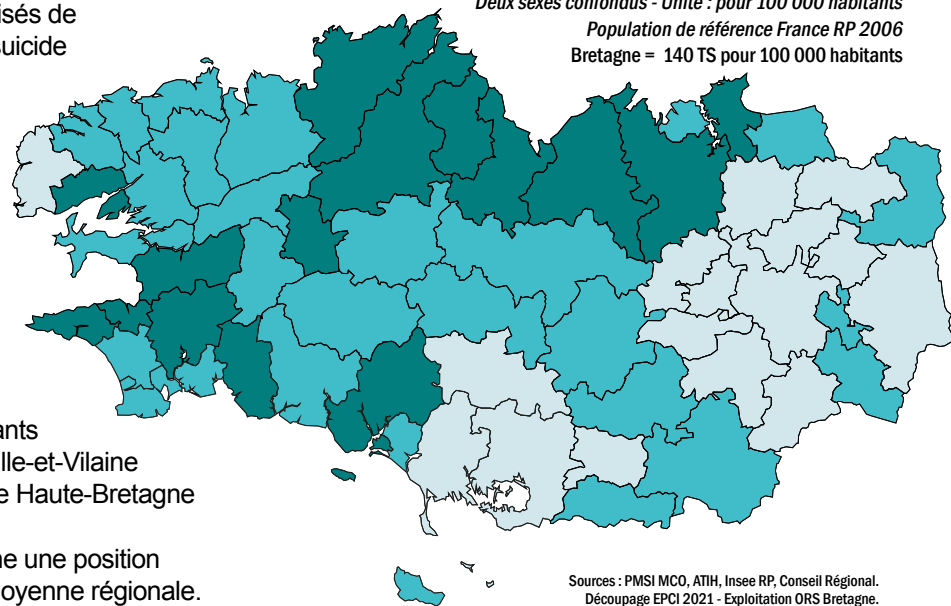 isés de
suicide
Deux sexes confondus - Unité : pour 100 000 habitants
Population de référence France RP 2006
Bretagne = 140 TS pour 100 000 habitants
ants
lle-et-Vilaine
e Haute-Bretagne
ne une position
oyenne régionale.
Sources : PMSI MCO, ATIH, Insee RP, Conseil Régional.
Découpage EPCI 2021 - Exploitation ORS Bretagne.